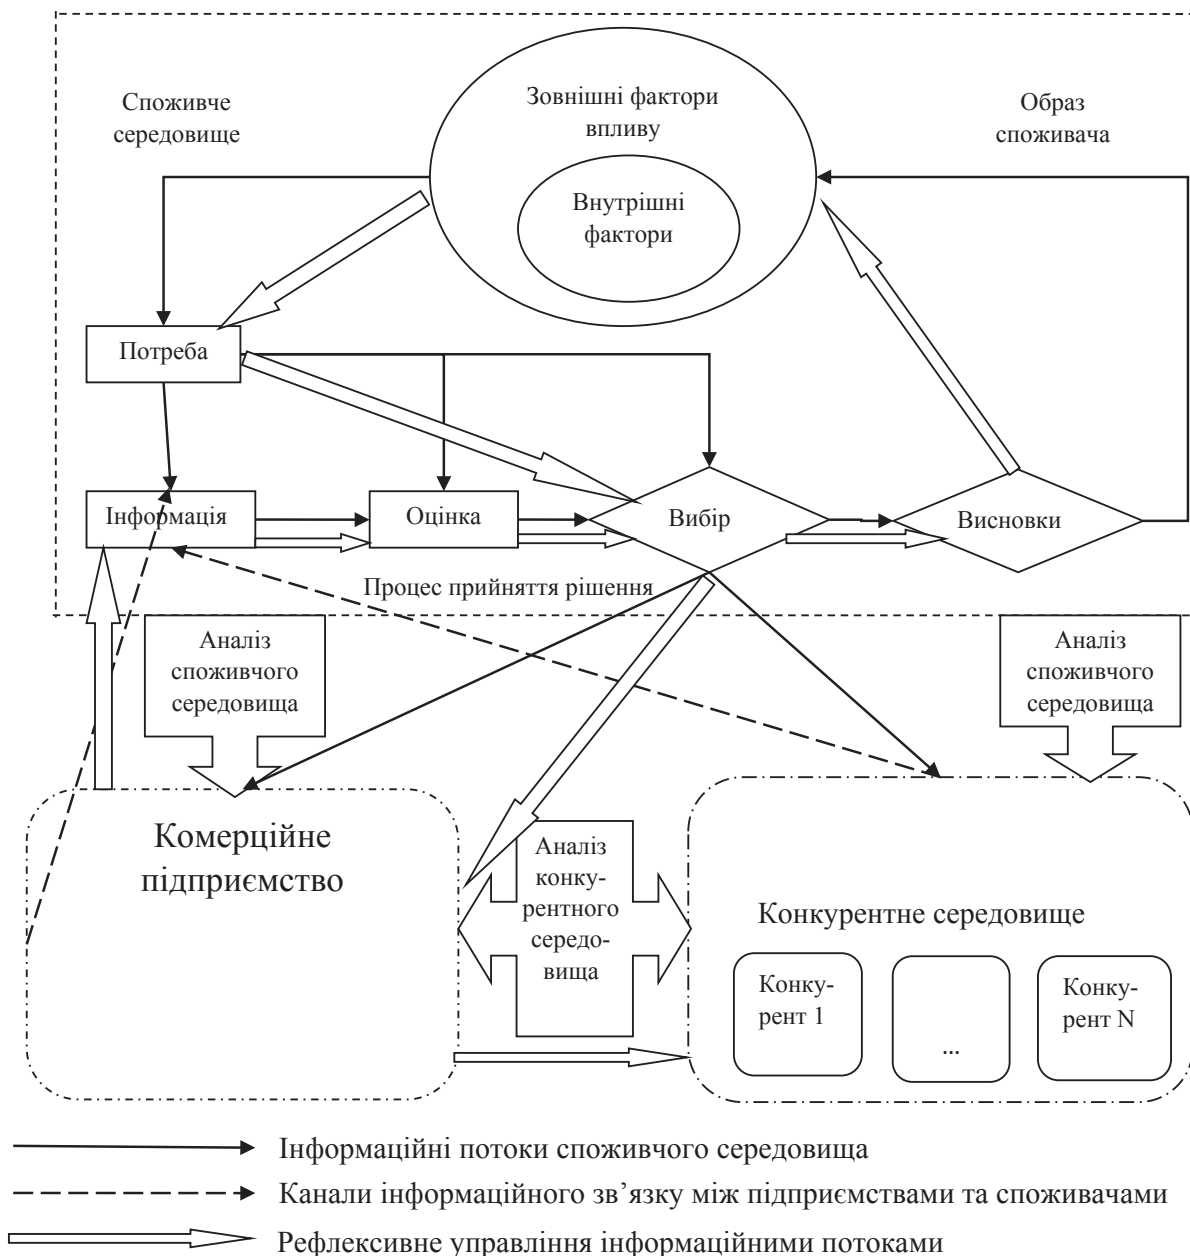 Споживче
середовище
Зовнішні фактори
впливу
Образ
споживача
Внутрішні
фактори
Потреба
Інформація
Оцінка
Вибір
Висновки
Процес прийняття рішення
Аналіз
споживчого
середовища
Аналіз
споживчого
середовища
Комерційне
підприємство
Аналіз
конку-
рентного
середо-
вища
Конкурентне середовище
Конку-
рент 1
...
Конку-
рент N
Інформаційні потоки споживчого середовища
Канали інформаційного зв’язку між підприємствами та споживачами
Рефлексивне управління інформаційними потоками